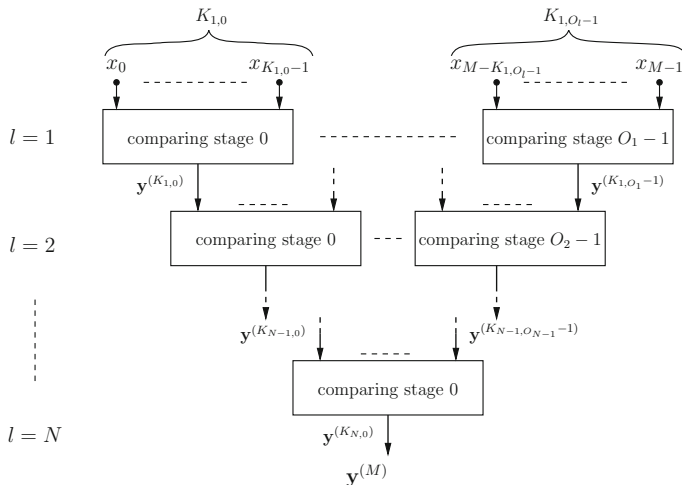 K_{1,0} K_{1,O_l−1}
x_0 x_{K_{1,0}−1} x_{M−K_{1,O_l−1}} x_{M−1}
l = 1 comparing stage 0 comparing stage O_1 − 1
y^{(K_{1,0})} y^{(K_{1,O_1−1})}
l = 2 comparing stage 0 comparing stage O_2 − 1
y^{(K_{N−1,0})} y^{(K_{N−1,O_{N−1}−1})}
comparing stage 0
l = N y^{(K_{N,0})}
y^{(M)}